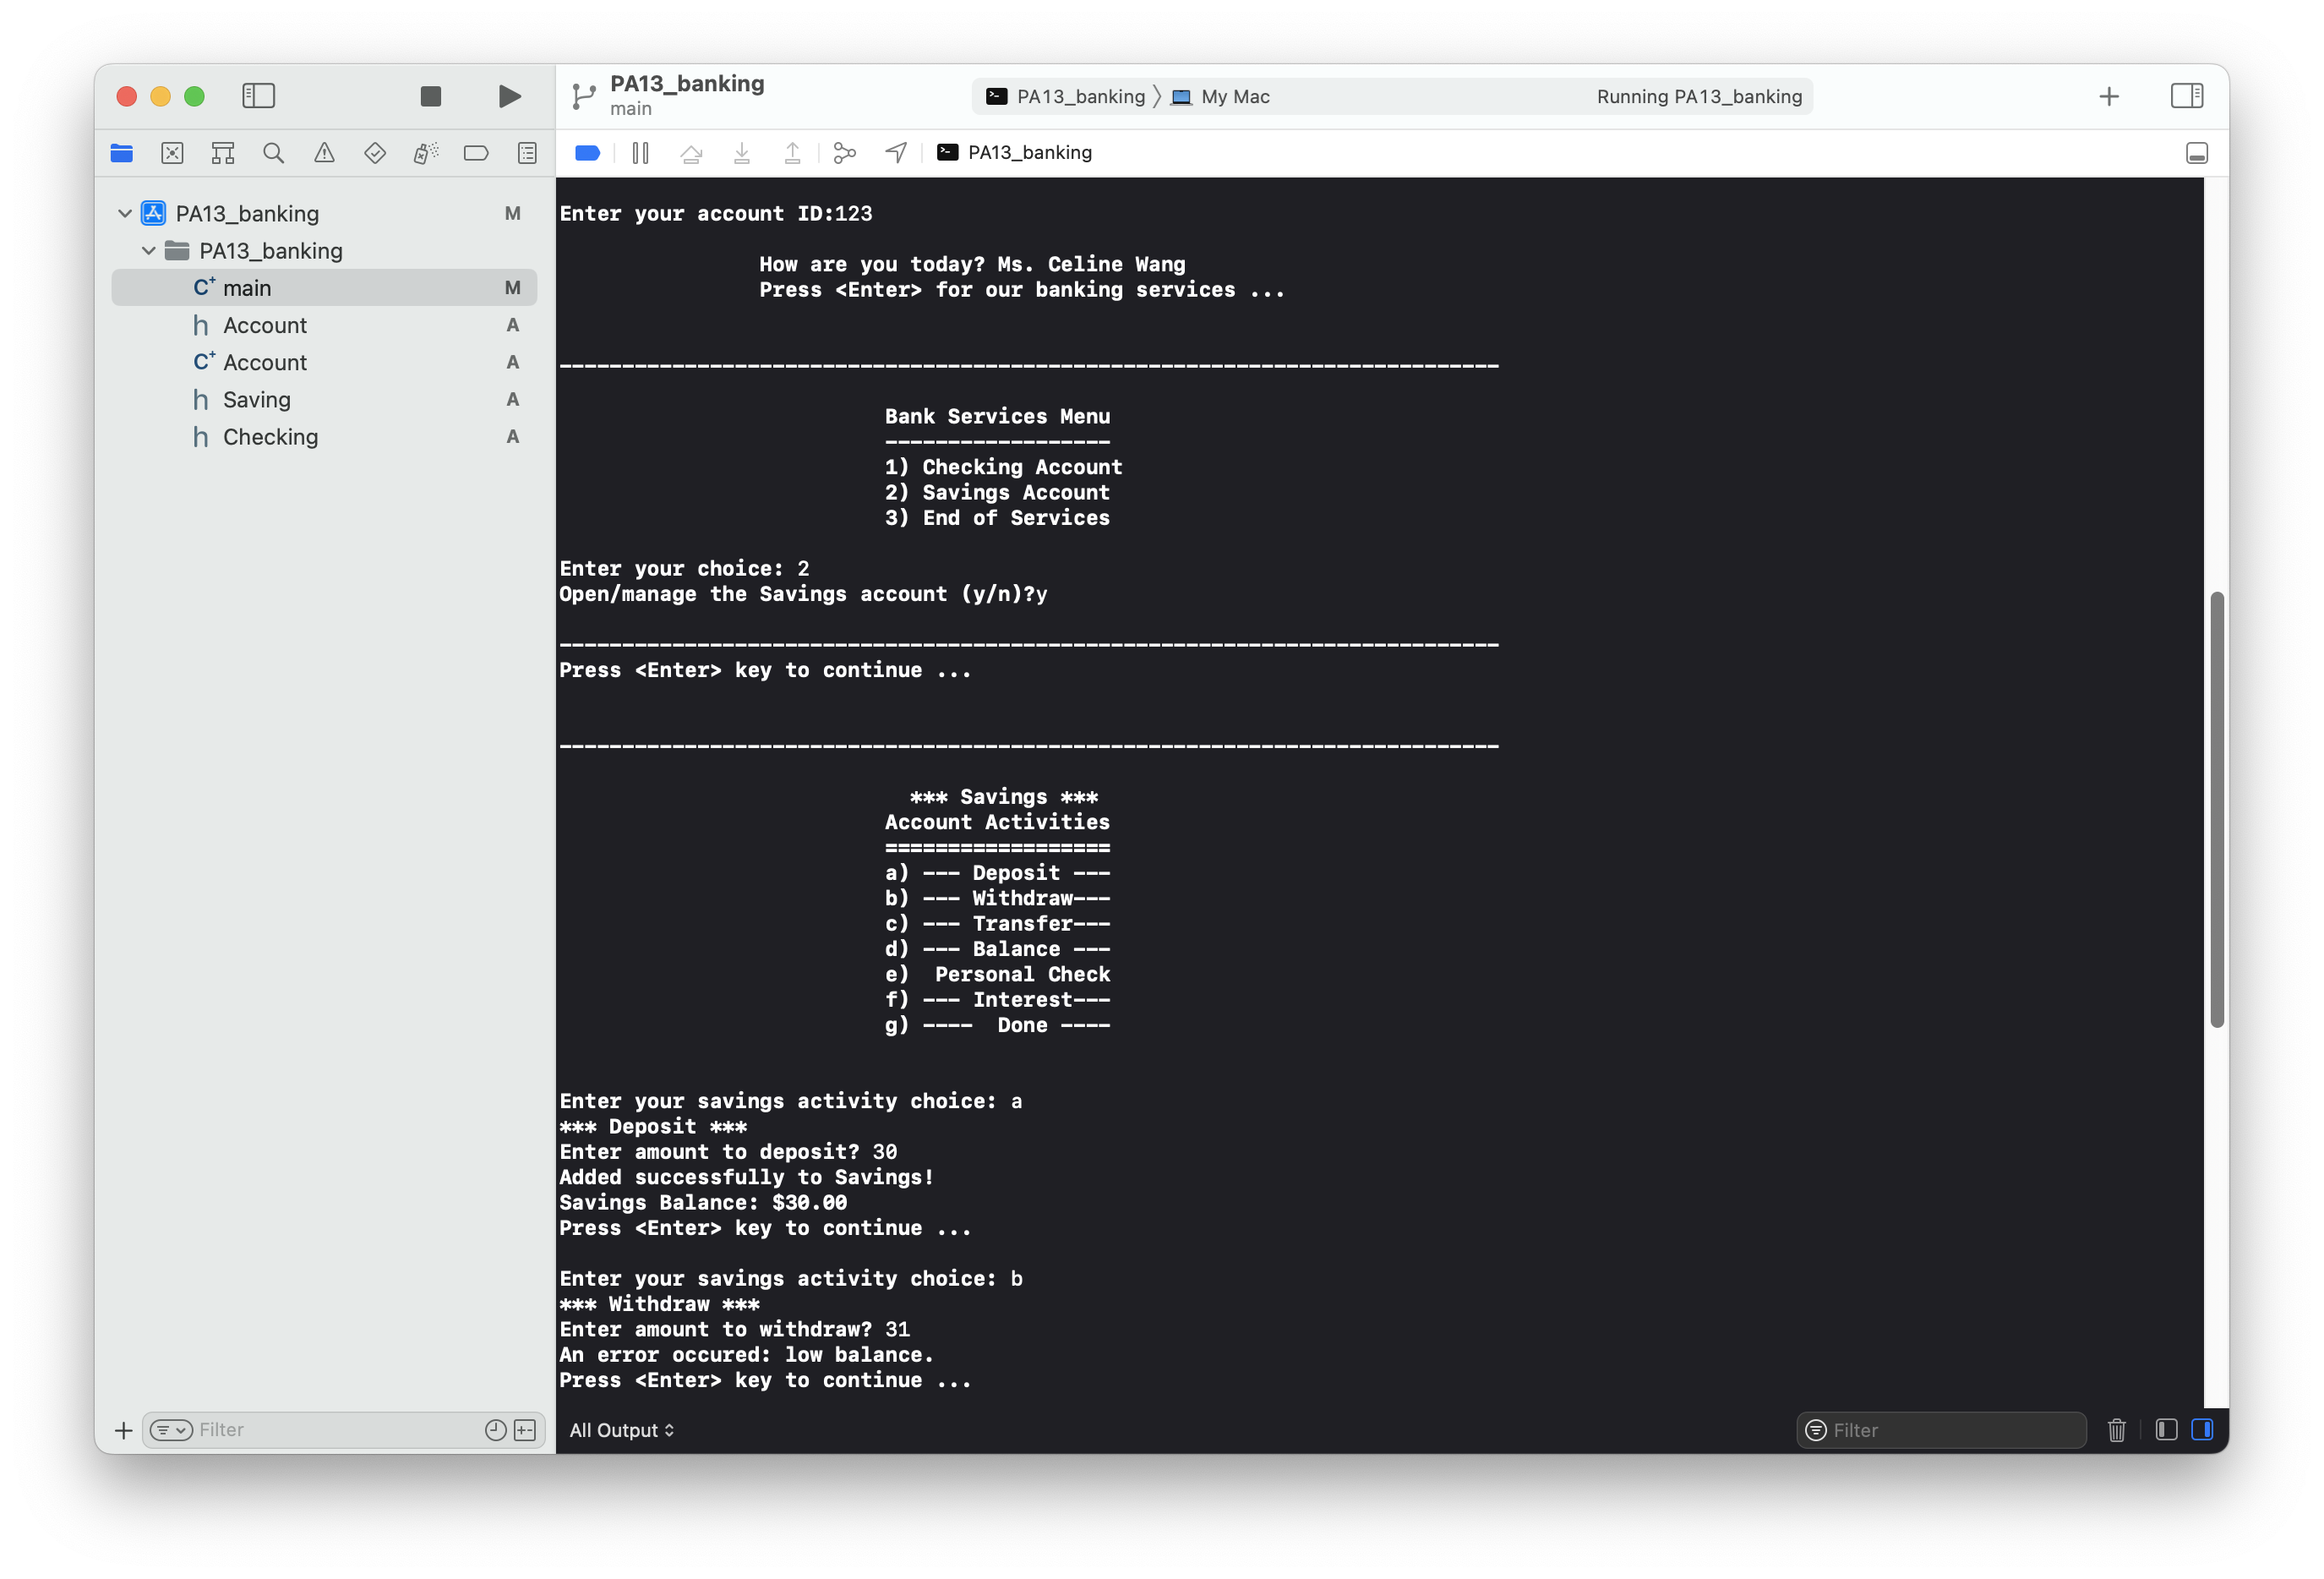 PA13_banking
main
PA13_banking 〉 My Mac
Running PA13_banking
PA13_banking
PA13_banking M
PA13_banking
main M
Account A
Account A
Saving A
Checking A
Filter
Enter your account ID:123
How are you today? Ms. Celine Wang
Press <Enter> for our banking services ...
---------------------------------------------------------------------------
Bank Services Menu
------------------
1) Checking Account
2) Savings Account
3) End of Services
Enter your choice: 2
Open/manage the Savings account (y/n)?y
---------------------------------------------------------------------------
Press <Enter> key to continue ...
---------------------------------------------------------------------------
*** Savings ***
Account Activities
==================
a) --- Deposit ---
b) --- Withdraw---
c) --- Transfer---
d) --- Balance ---
e)  Personal Check
f) --- Interest---
g) ----  Done ----
Enter your savings activity choice: a
*** Deposit ***
Enter amount to deposit? 30
Added successfully to Savings!
Savings Balance: $30.00
Press <Enter> key to continue ...
Enter your savings activity choice: b
*** Withdraw ***
Enter amount to withdraw? 31
An error occured: low balance.
Press <Enter> key to continue ...
All Output
Filter